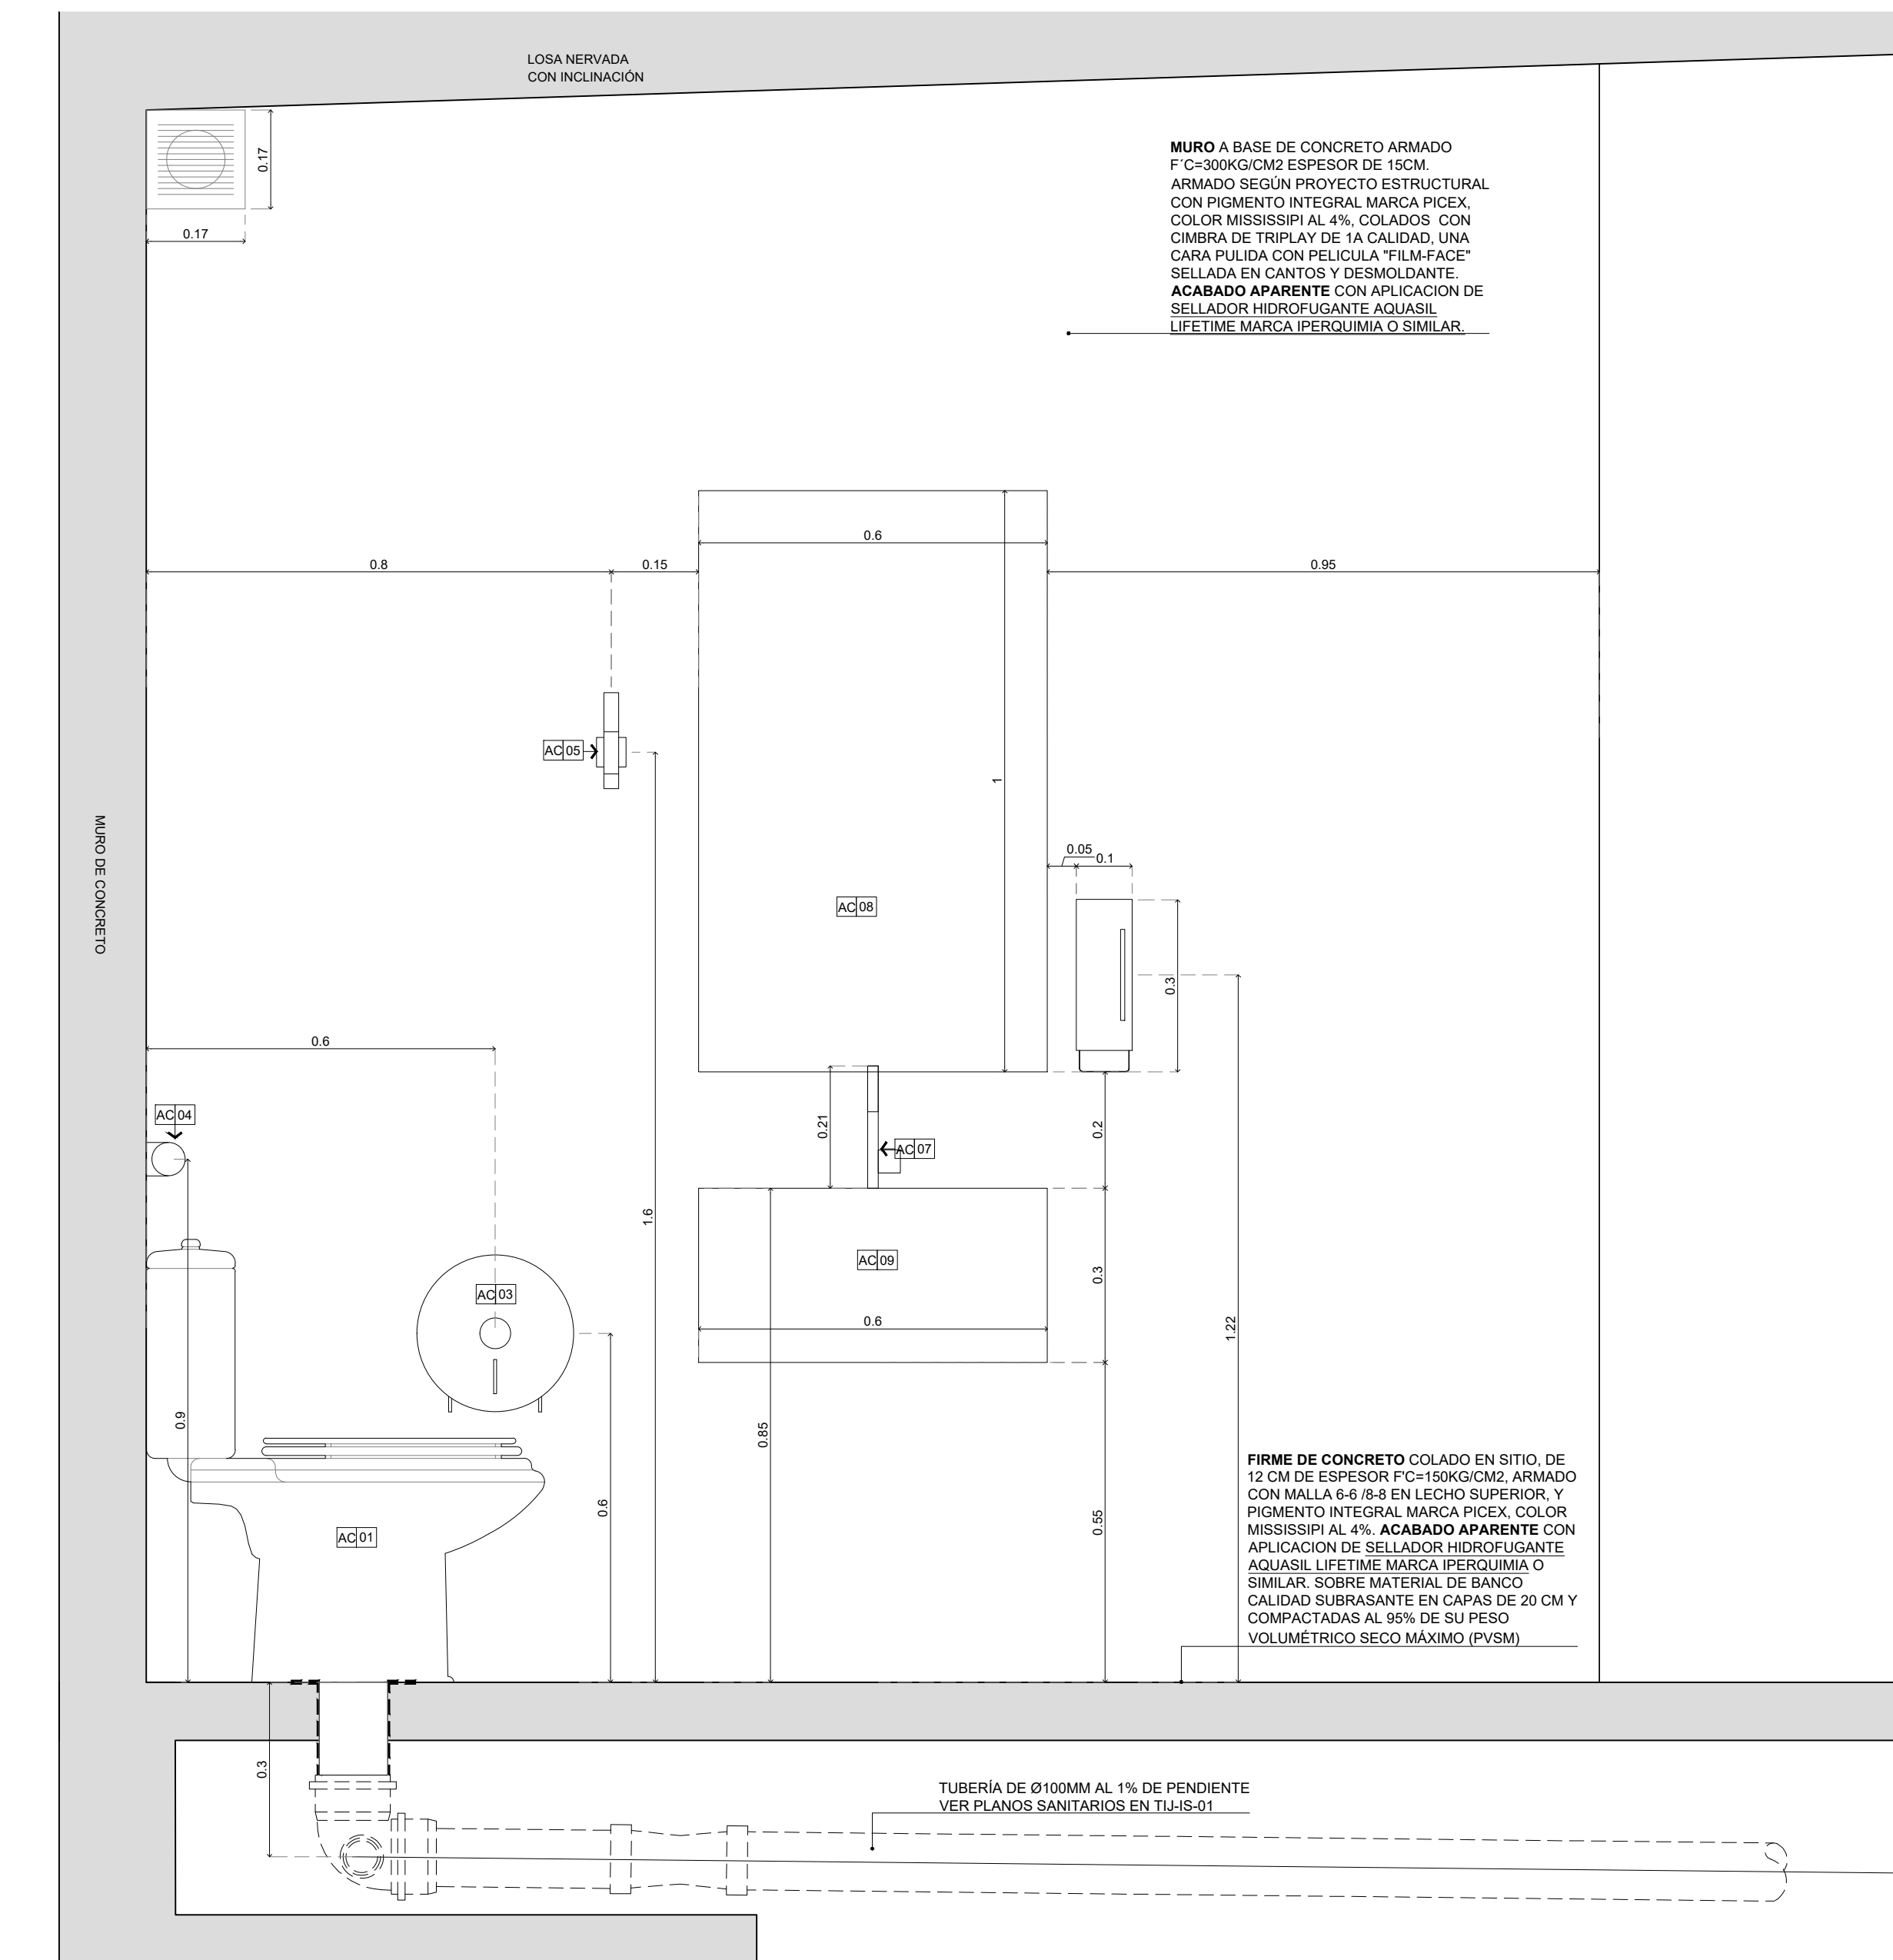 LOSA NERVADA
CON INCLINACIÓN
0.17
0.17
MURO A BASE DE CONCRETO ARMADO
F´C=300KG/CM2 ESPESOR DE 15CM.
ARMADO SEGÚN PROYECTO ESTRUCTURAL
CON PIGMENTO INTEGRAL MARCA PICEX,
COLOR MISSISSIPI AL 4%, COLADOS CON
CIMBRA DE TRIPLAY DE 1A CALIDAD, UNA
CARA PULIDA CON PELICULA "FILM-FACE"
SELLADA EN CANTOS Y DESMOLDANTE.
ACABADO APARENTE CON APLICACION DE
SELLADOR HIDROFUGANTE AQUASIL
LIFETIME MARCA IPERQUIMIA O SIMILAR.
0.6
0.8
0.15
0.95
AC 05
1
MURO DE CONCRETO
0.05
0.1
AC 08
0.3
0.6
AC 04
0.21
0.2
AC 07
1.6
AC 09
0.3
AC 03
0.6
1.22
0.9
0.85
0.6
0.55
AC 01
FIRME DE CONCRETO COLADO EN SITIO, DE
12 CM DE ESPESOR F'C=150KG/CM2, ARMADO
CON MALLA 6-6 /8-8 EN LECHO SUPERIOR, Y
PIGMENTO INTEGRAL MARCA PICEX, COLOR
MISSISSIPI AL 4%. ACABADO APARENTE CON
APLICACION DE SELLADOR HIDROFUGANTE
AQUASIL LIFETIME MARCA IPERQUIMIA O
SIMILAR. SOBRE MATERIAL DE BANCO
CALIDAD SUBRASANTE EN CAPAS DE 20 CM Y
COMPACTADAS AL 95% DE SU PESO
VOLUMÉTRICO SECO MÁXIMO (PVSM)
0.3
TUBERÍA DE Ø100MM AL 1% DE PENDIENTE
VER PLANOS SANITARIOS EN TIJ-IS-01